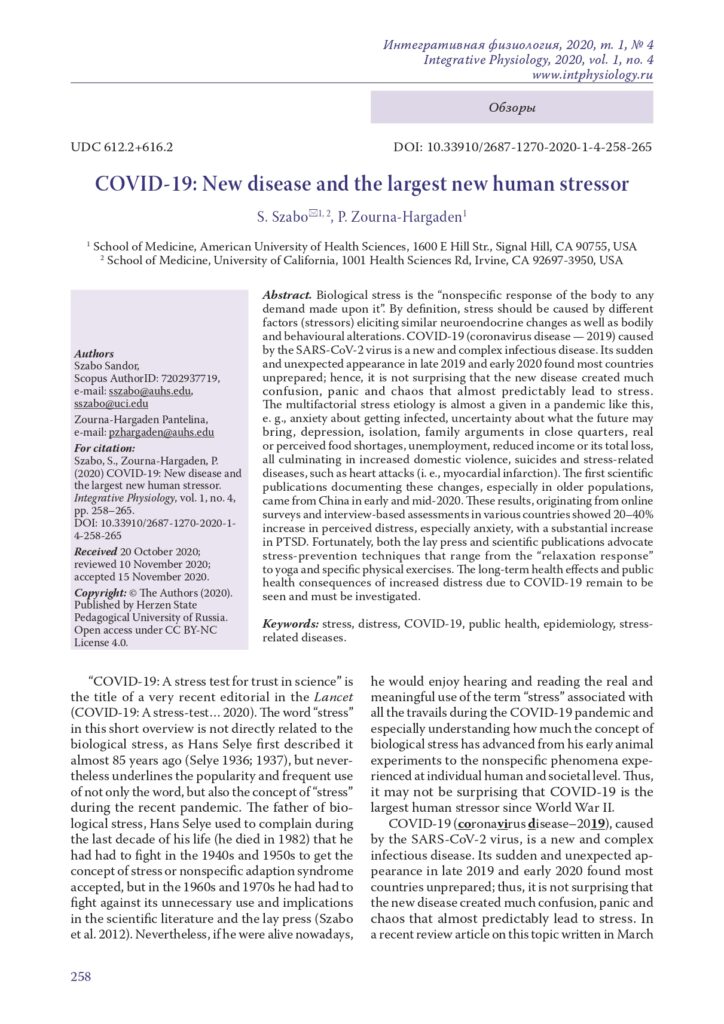 Интегративная физиология, 2020, т. 1, № 4
Integrative Physiology, 2020, vol. 1, no. 4
www.intphysiology.ru
Обзоры
UDC 612.2+616.2
DOI: 10.33910/2687-1270-2020-1-4-258-265
COVID-19: New disease and the largest new human stressor
S. Szabo✉1, 2, P. Zourna-Hargaden1
1 School of Medicine, American University of Health Sciences, 1600 E Hill Str., Signal Hill, CA 90755, USA
2 School of Medicine, University of California, 1001 Health Sciences Rd, Irvine, CA 92697-3950, USA
Authors
Szabo Sandor,
Scopus AuthorID: 7202937719,
e-mail: sszabo@auhs.edu,
sszabo@uci.edu
Zourna-Hargaden Pantelina,
e-mail: pzhargaden@auhs.edu
For citation:
Szabo, S., Zourna-Hargaden, P.
(2020) COVID-19: New disease and
the largest new human stressor.
Integrative Physiology, vol. 1, no. 4,
pp. 258–265.
DOI: 10.33910/2687-1270-2020-1-
4-258-265
Received 20 October 2020;
reviewed 10 November 2020;
accepted 15 November 2020.
Copyright: © The Authors (2020).
Published by Herzen State
Pedagogical University of Russia.
Open access under CC BY-NC
License 4.0.
Abstract. Biological stress is the “nonspecific response of the body to any
demand made upon it”. By definition, stress should be caused by different
factors (stressors) eliciting similar neuroendocrine changes as well as bodily
and behavioural alterations. COVID-19 (coronavirus disease — 2019) caused
by the SARS-CoV-2 virus is a new and complex infectious disease. Its sudden
and unexpected appearance in late 2019 and early 2020 found most countries
unprepared; hence, it is not surprising that the new disease created much
confusion, panic and chaos that almost predictably lead to stress.
The multifactorial stress etiology is almost a given in a pandemic like this,
e. g., anxiety about getting infected, uncertainty about what the future may
bring, depression, isolation, family arguments in close quarters, real
or perceived food shortages, unemployment, reduced income or its total loss,
all culminating in increased domestic violence, suicides and stress-related
diseases, such as heart attacks (i. e., myocardial infarction). The first scientific
publications documenting these changes, especially in older populations,
came from China in early and mid-2020. These results, originating from online
surveys and interview-based assessments in various countries showed 20–40%
increase in perceived distress, especially anxiety, with a substantial increase
in PTSD. Fortunately, both the lay press and scientific publications advocate
stress-prevention techniques that range from the “relaxation response”
to yoga and specific physical exercises. The long-term health effects and public
health consequences of increased distress due to COVID-19 remain to be
seen and must be investigated.
Keywords: stress, distress, COVID-19, public health, epidemiology, stress-
related diseases.
“COVID-19: A stress test for trust in science” is
the title of a very recent editorial in the Lancet
(COVID-19: A stress-test… 2020). The word “stress”
in this short overview is not directly related to the
biological stress, as Hans Selye first described it
almost 85 years ago (Selye 1936; 1937), but never-
theless underlines the popularity and frequent use
of not only the word, but also the concept of “stress”
during the recent pandemic. The father of bio-
logical stress, Hans Selye used to complain during
the last decade of his life (he died in 1982) that he
had had to fight in the 1940s and 1950s to get the
concept of stress or nonspecific adaption syndrome
accepted, but in the 1960s and 1970s he had had to
fight against its unnecessary use and implications
in the scientific literature and the lay press (Szabo
et al. 2012). Nevertheless, if he were alive nowadays,
he would enjoy hearing and reading the real and
meaningful use of the term “stress” associated with
all the travails during the COVID-19 pandemic and
especially understanding how much the concept of
biological stress has advanced from his early animal
experiments to the nonspecific phenomena expe-
rienced at individual human and societal level. Thus,
it may not be surprising that COVID-19 is the
largest human stressor since World War II.
COVID-19 (coronavirus disease–2019), caused
by the SARS-CoV-2 virus, is a new and complex
infectious disease. Its sudden and unexpected ap-
pearance in late 2019 and early 2020 found most
countries unprepared; thus, it is not surprising that
the new disease created much confusion, panic and
chaos that almost predictably lead to stress. In
a recent review article on this topic written in March
258